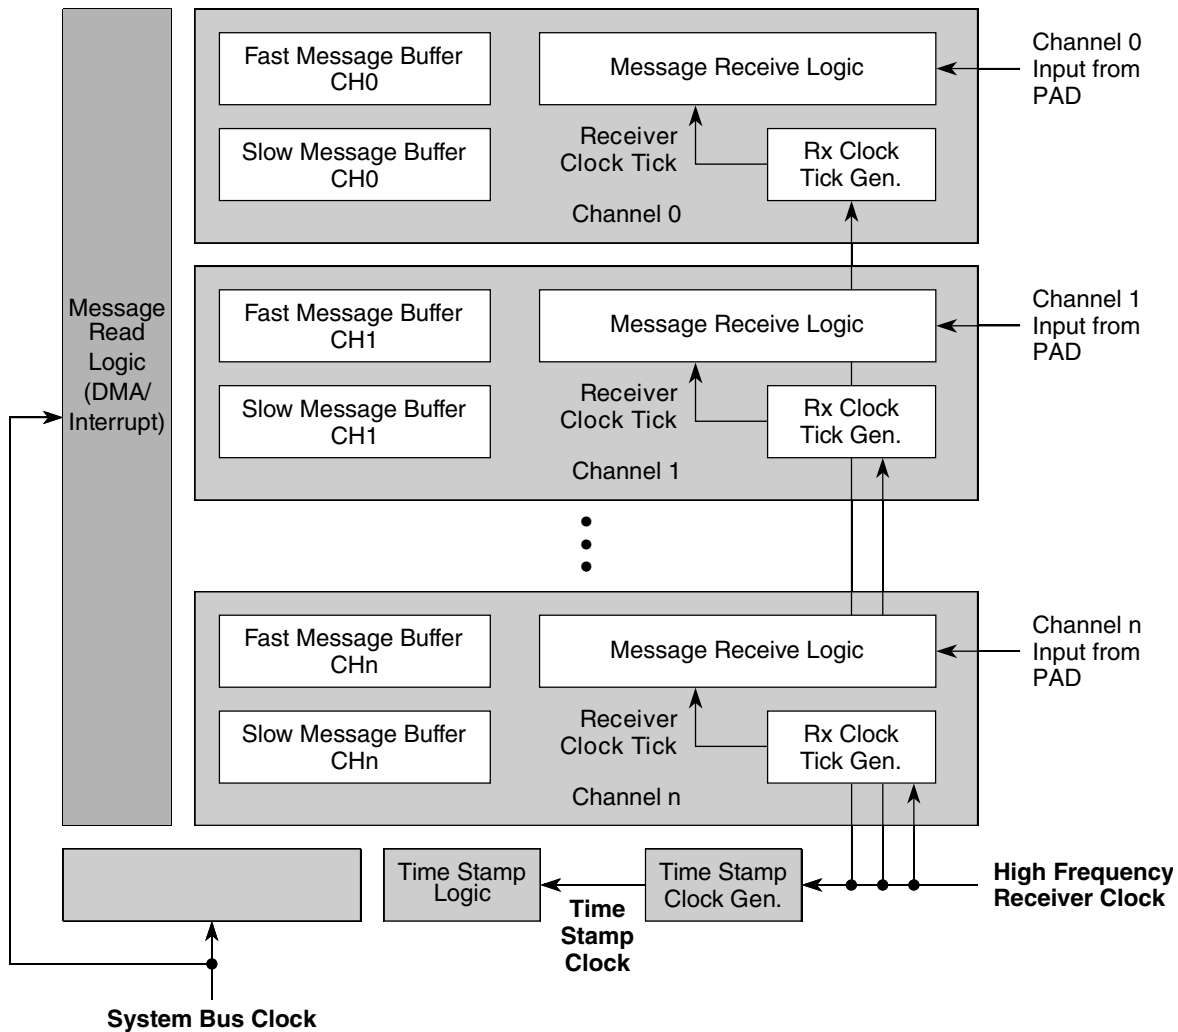 Fast Message Buffer
CH0
Message Receive Logic
Channel 0
Input from
PAD
Slow Message Buffer
CH0
Receiver
Clock Tick
Rx Clock
Tick Gen.
Channel 0
Message
Read
Logic
(DMA/
Interrupt)
Fast Message Buffer
CH1
Message Receive Logic
Channel 1
Input from
PAD
Slow Message Buffer
CH1
Receiver
Clock Tick
Rx Clock
Tick Gen.
Channel 1
Fast Message Buffer
CHn
Message Receive Logic
Channel n
Input from
PAD
Slow Message Buffer
CHn
Receiver
Clock Tick
Rx Clock
Tick Gen.
Channel n
Time Stamp
Logic
Time
Stamp
Clock
Time Stamp
Clock Gen.
High Frequency
Receiver Clock
System Bus Clock